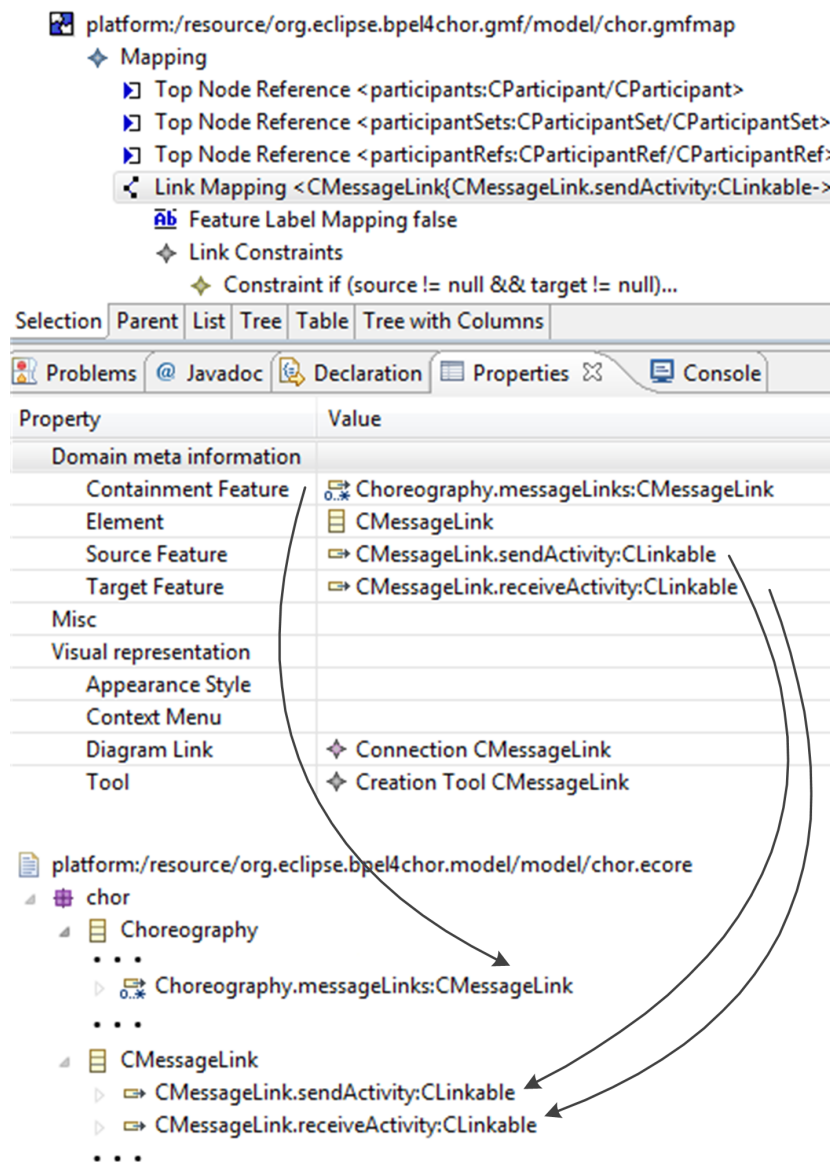 platform:/resource/org.eclipse.bpel4chor.gmf/model/chor.gmfmap
Mapping
Top Node Reference <participants:CParticipant/CParticipant>
Top Node Reference <participantSets:CParticipantSet/CParticipantSet>
Top Node Reference <participantRefs:CParticipantRef/CParticipantRef>
Link Mapping <CMessageLink{CMessageLink.sendActivity:CLinkable->
Ab Feature Label Mapping false
Link Constraints
Constraint if (source != null && target != null)...
Selection Parent List Tree Table Tree with Columns
Problems @ Javadoc Declaration Properties Console
Property Value
Domain meta information
Containment Feature 0..* Choreography.messageLinks:CMessageLink
Element CMessageLink
Source Feature CMessageLink.sendActivity:CLinkable
Target Feature CMessageLink.receiveActivity:CLinkable
Misc
Visual representation
Appearance Style
Context Menu
Diagram Link Connection CMessageLink
Tool Creation Tool CMessageLink
platform:/resource/org.eclipse.bpel4chor.model/model/chor.ecore
chor
Choreography
. . .
0..* Choreography.messageLinks:CMessageLink
. . .
CMessageLink
CMessageLink.sendActivity:CLinkable
CMessageLink.receiveActivity:CLinkable
. . .